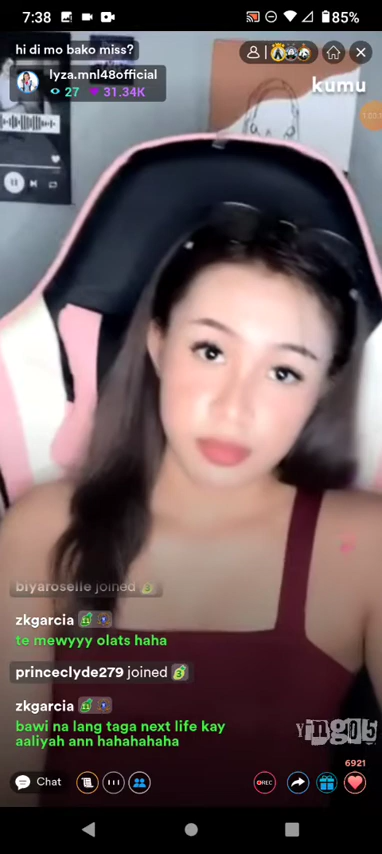 7:38
85%
hi di mo bako miss?
lyza.mnl48official
27
31.34K
kumu
biyaroselle joined
zkgarcia
te mewyyy olats haha
princeclyde279 joined
zkgarcia
bawi na lang taga next life kay
aaliyah ann hahahahaha
6921
Chat
REC